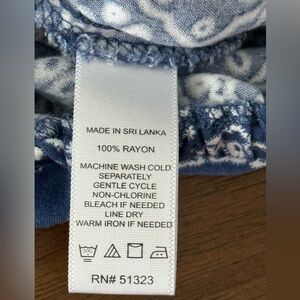 MADE IN SRI LANKA
100% RAYON
MACHINE WASH COLD
SEPARATELY
GENTLE CYCLE
NON-CHLORINE
BLEACH IF NEEDED
LINE DRY
WARM IRON IF NEEDED
RN# 51323